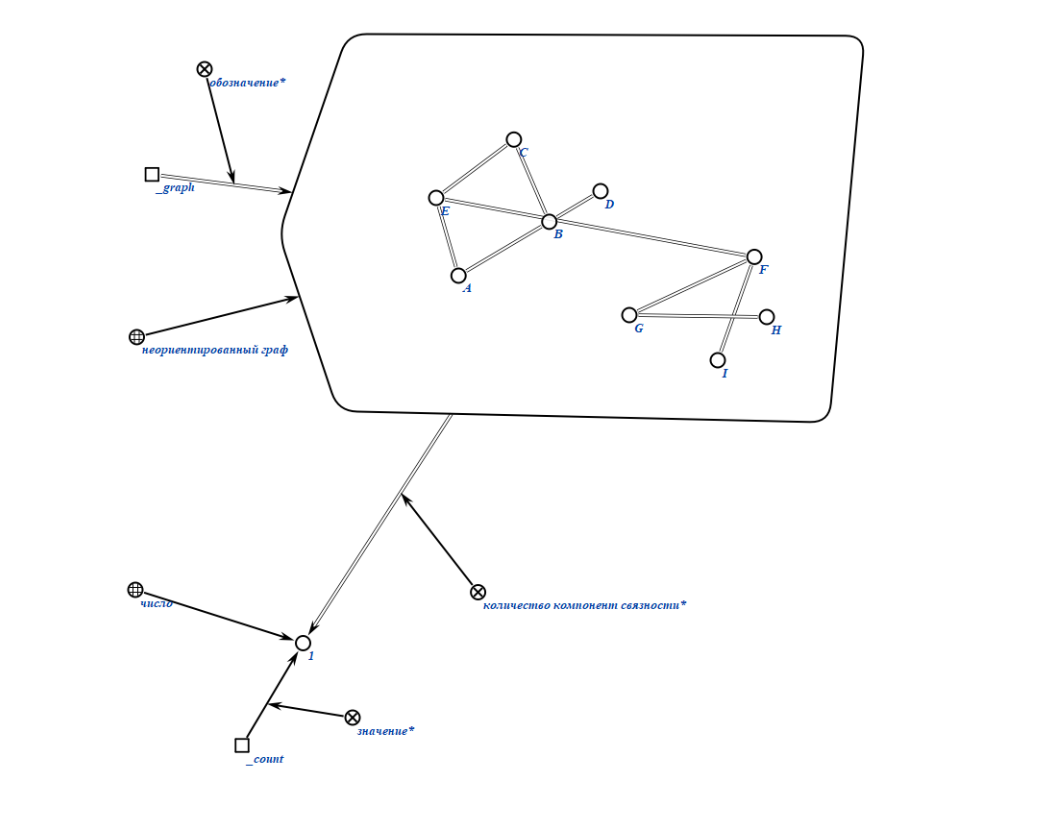 обозначение*
_graph
C
E
D
B
A
F
G
H
I
неориентированный граф
число
количество компонент связности*
1
значение*
_count